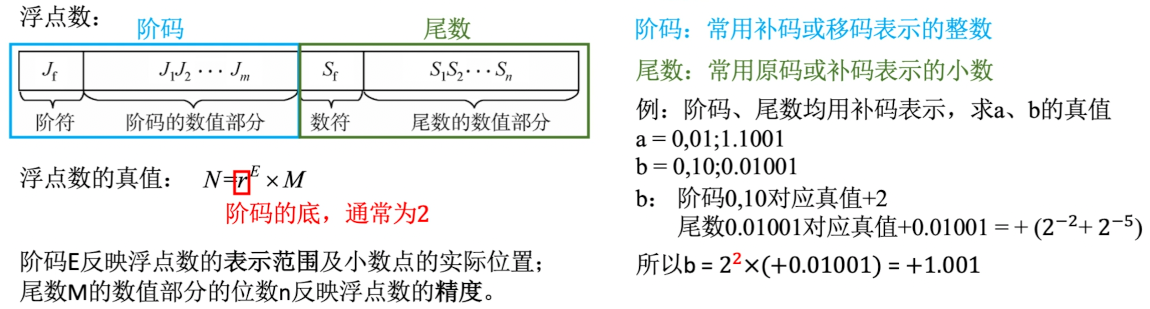 浮点数：
阶码 尾数
J_f J₁J₂ ··· J_m S_f S₁S₂ ··· S_n
阶符 阶码的数值部分 数符 尾数的数值部分
浮点数的真值： N=r^E × M
阶码的底，通常为2
阶码E反映浮点数的表示范围及小数点的实际位置；
尾数M的数值部分的位数n反映浮点数的精度。
阶码：常用补码或移码表示的整数
尾数：常用原码或补码表示的小数
例：阶码、尾数均用补码表示，求a、b的真值
a = 0,01;1.1001
b = 0,10;0.01001
b： 阶码0,10对应真值+2
尾数0.01001对应真值+0.01001 = + (2⁻²+ 2⁻⁵)
所以b = 2²×(+0.01001) = +1.001